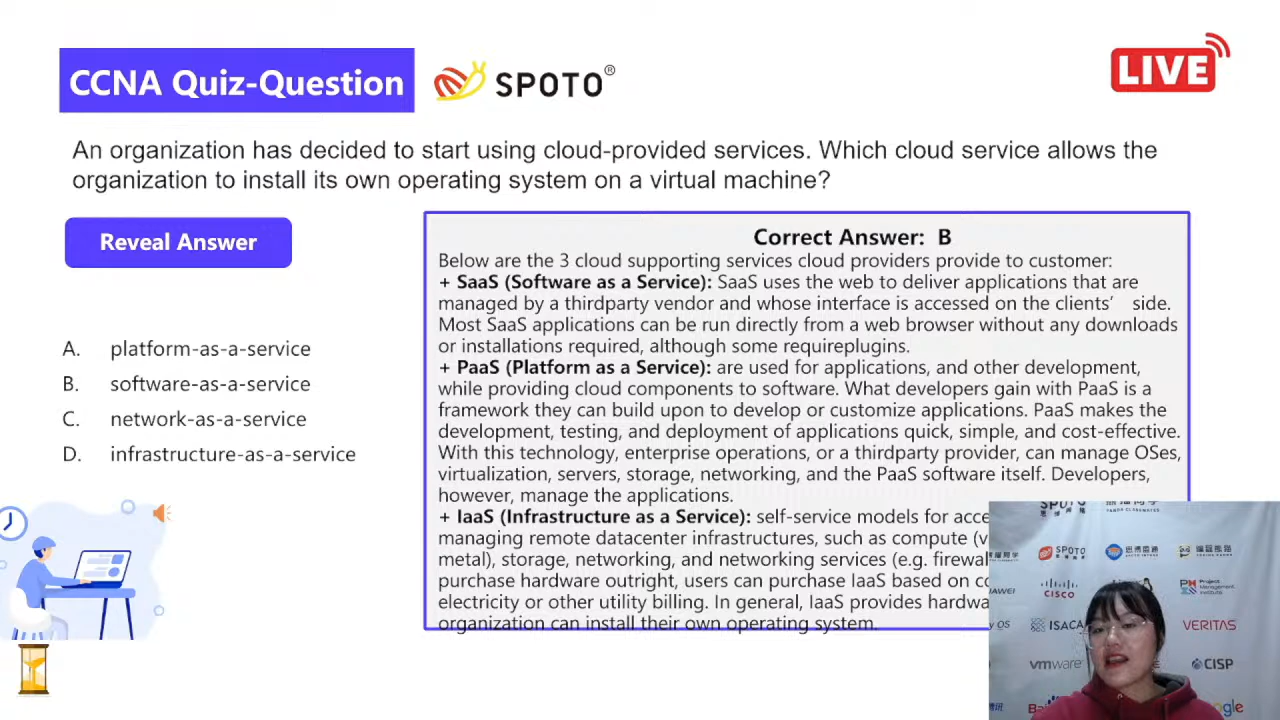 CCNA Quiz-Question
SPOTO®
LIVE
An organization has decided to start using cloud-provided services. Which cloud service allows the
organization to install its own operating system on a virtual machine?
Reveal Answer
A. platform-as-a-service
B. software-as-a-service
C. network-as-a-service
D. infrastructure-as-a-service
Correct Answer: B
Below are the 3 cloud supporting services cloud providers provide to customer:
+ SaaS (Software as a Service): SaaS uses the web to deliver applications that are
managed by a thirdparty vendor and whose interface is accessed on the clients’ side.
Most SaaS applications can be run directly from a web browser without any downloads
or installations required, although some requireplugins.
+ PaaS (Platform as a Service): are used for applications, and other development,
while providing cloud components to software. What developers gain with PaaS is a
framework they can build upon to develop or customize applications. PaaS makes the
development, testing, and deployment of applications quick, simple, and cost-effective.
With this technology, enterprise operations, or a thirdparty provider, can manage OSes,
virtualization, servers, storage, networking, and the PaaS software itself. Developers,
however, manage the applications.
+ IaaS (Infrastructure as a Service): self-service models for acce
managing remote datacenter infrastructures, such as compute (v
metal), storage, networking, and networking services (e.g. firewal
purchase hardware outright, users can purchase IaaS based on co
electricity or other utility billing. In general, IaaS provides hardwa
organization can install their own operating system.
SPOTO
CISCO
Project Management Institute
ISACA
VERITAS
vmware
CISP